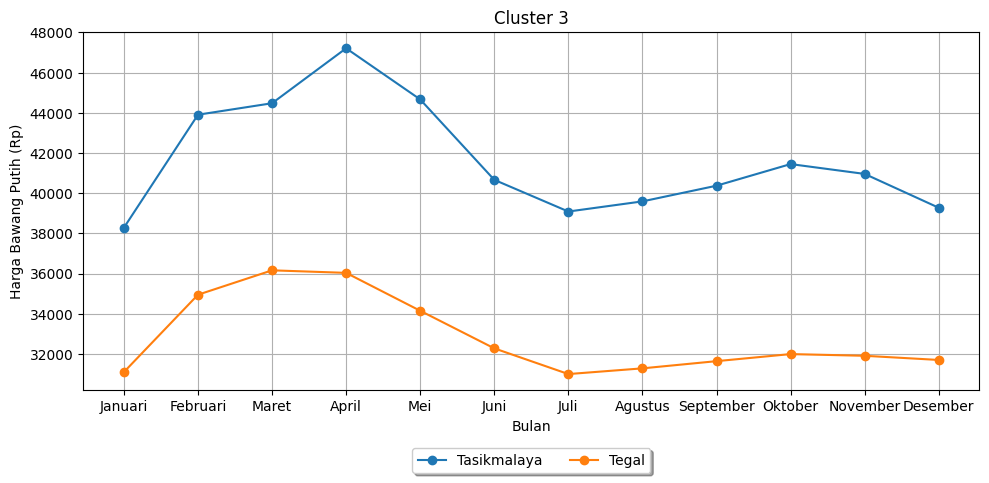 Cluster 3
Harga Bawang Putih (Rp)
48000
46000
44000
42000
40000
38000
36000
34000
32000
Januari Februari Maret April Mei Juni Juli Agustus September Oktober November Desember
Bulan
Tasikmalaya Tegal